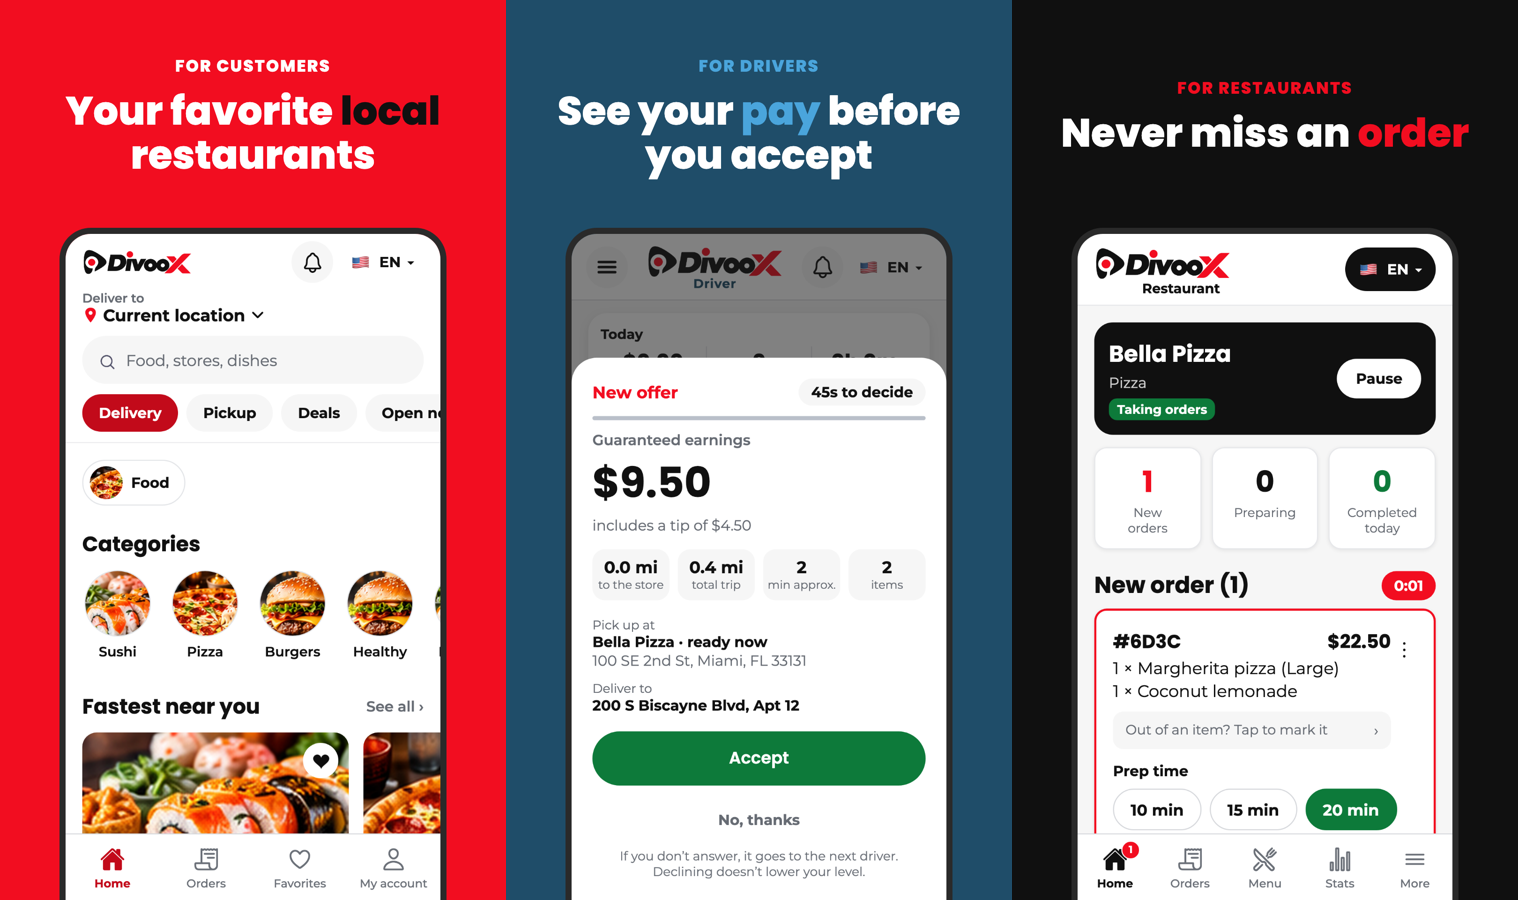 FOR CUSTOMERS
Your favorite local
restaurants
DivooX
EN
Deliver to
Current location
Food, stores, dishes
Delivery
Pickup
Deals
Food
Categories
Sushi
Pizza
Burgers
Healthy
Fastest near you
See all ›
Home
Orders
Favorites
My account
FOR DRIVERS
See your pay before
you accept
DivooX
Driver
EN
Today
New offer
45s to decide
Guaranteed earnings
$9.50
includes a tip of $4.50
0.0 mi
to the store
0.4 mi
total trip
2
min approx.
2
items
Pick up at
Bella Pizza · ready now
100 SE 2nd St, Miami, FL 33131
Deliver to
200 S Biscayne Blvd, Apt 12
Accept
No, thanks
If you don’t answer, it goes to the next driver.
Declining doesn’t lower your level.
FOR RESTAURANTS
Never miss an order
DivooX
Restaurant
EN
Bella Pizza
Pizza
Taking orders
Pause
1
New
orders
0
Preparing
0
Completed
today
New order (1)
0:01
#6D3C
$22.50
1 × Margherita pizza (Large)
1 × Coconut lemonade
Out of an item? Tap to mark it ›
Prep time
10 min
15 min
20 min
1
Home
Orders
Menu
Stats
More